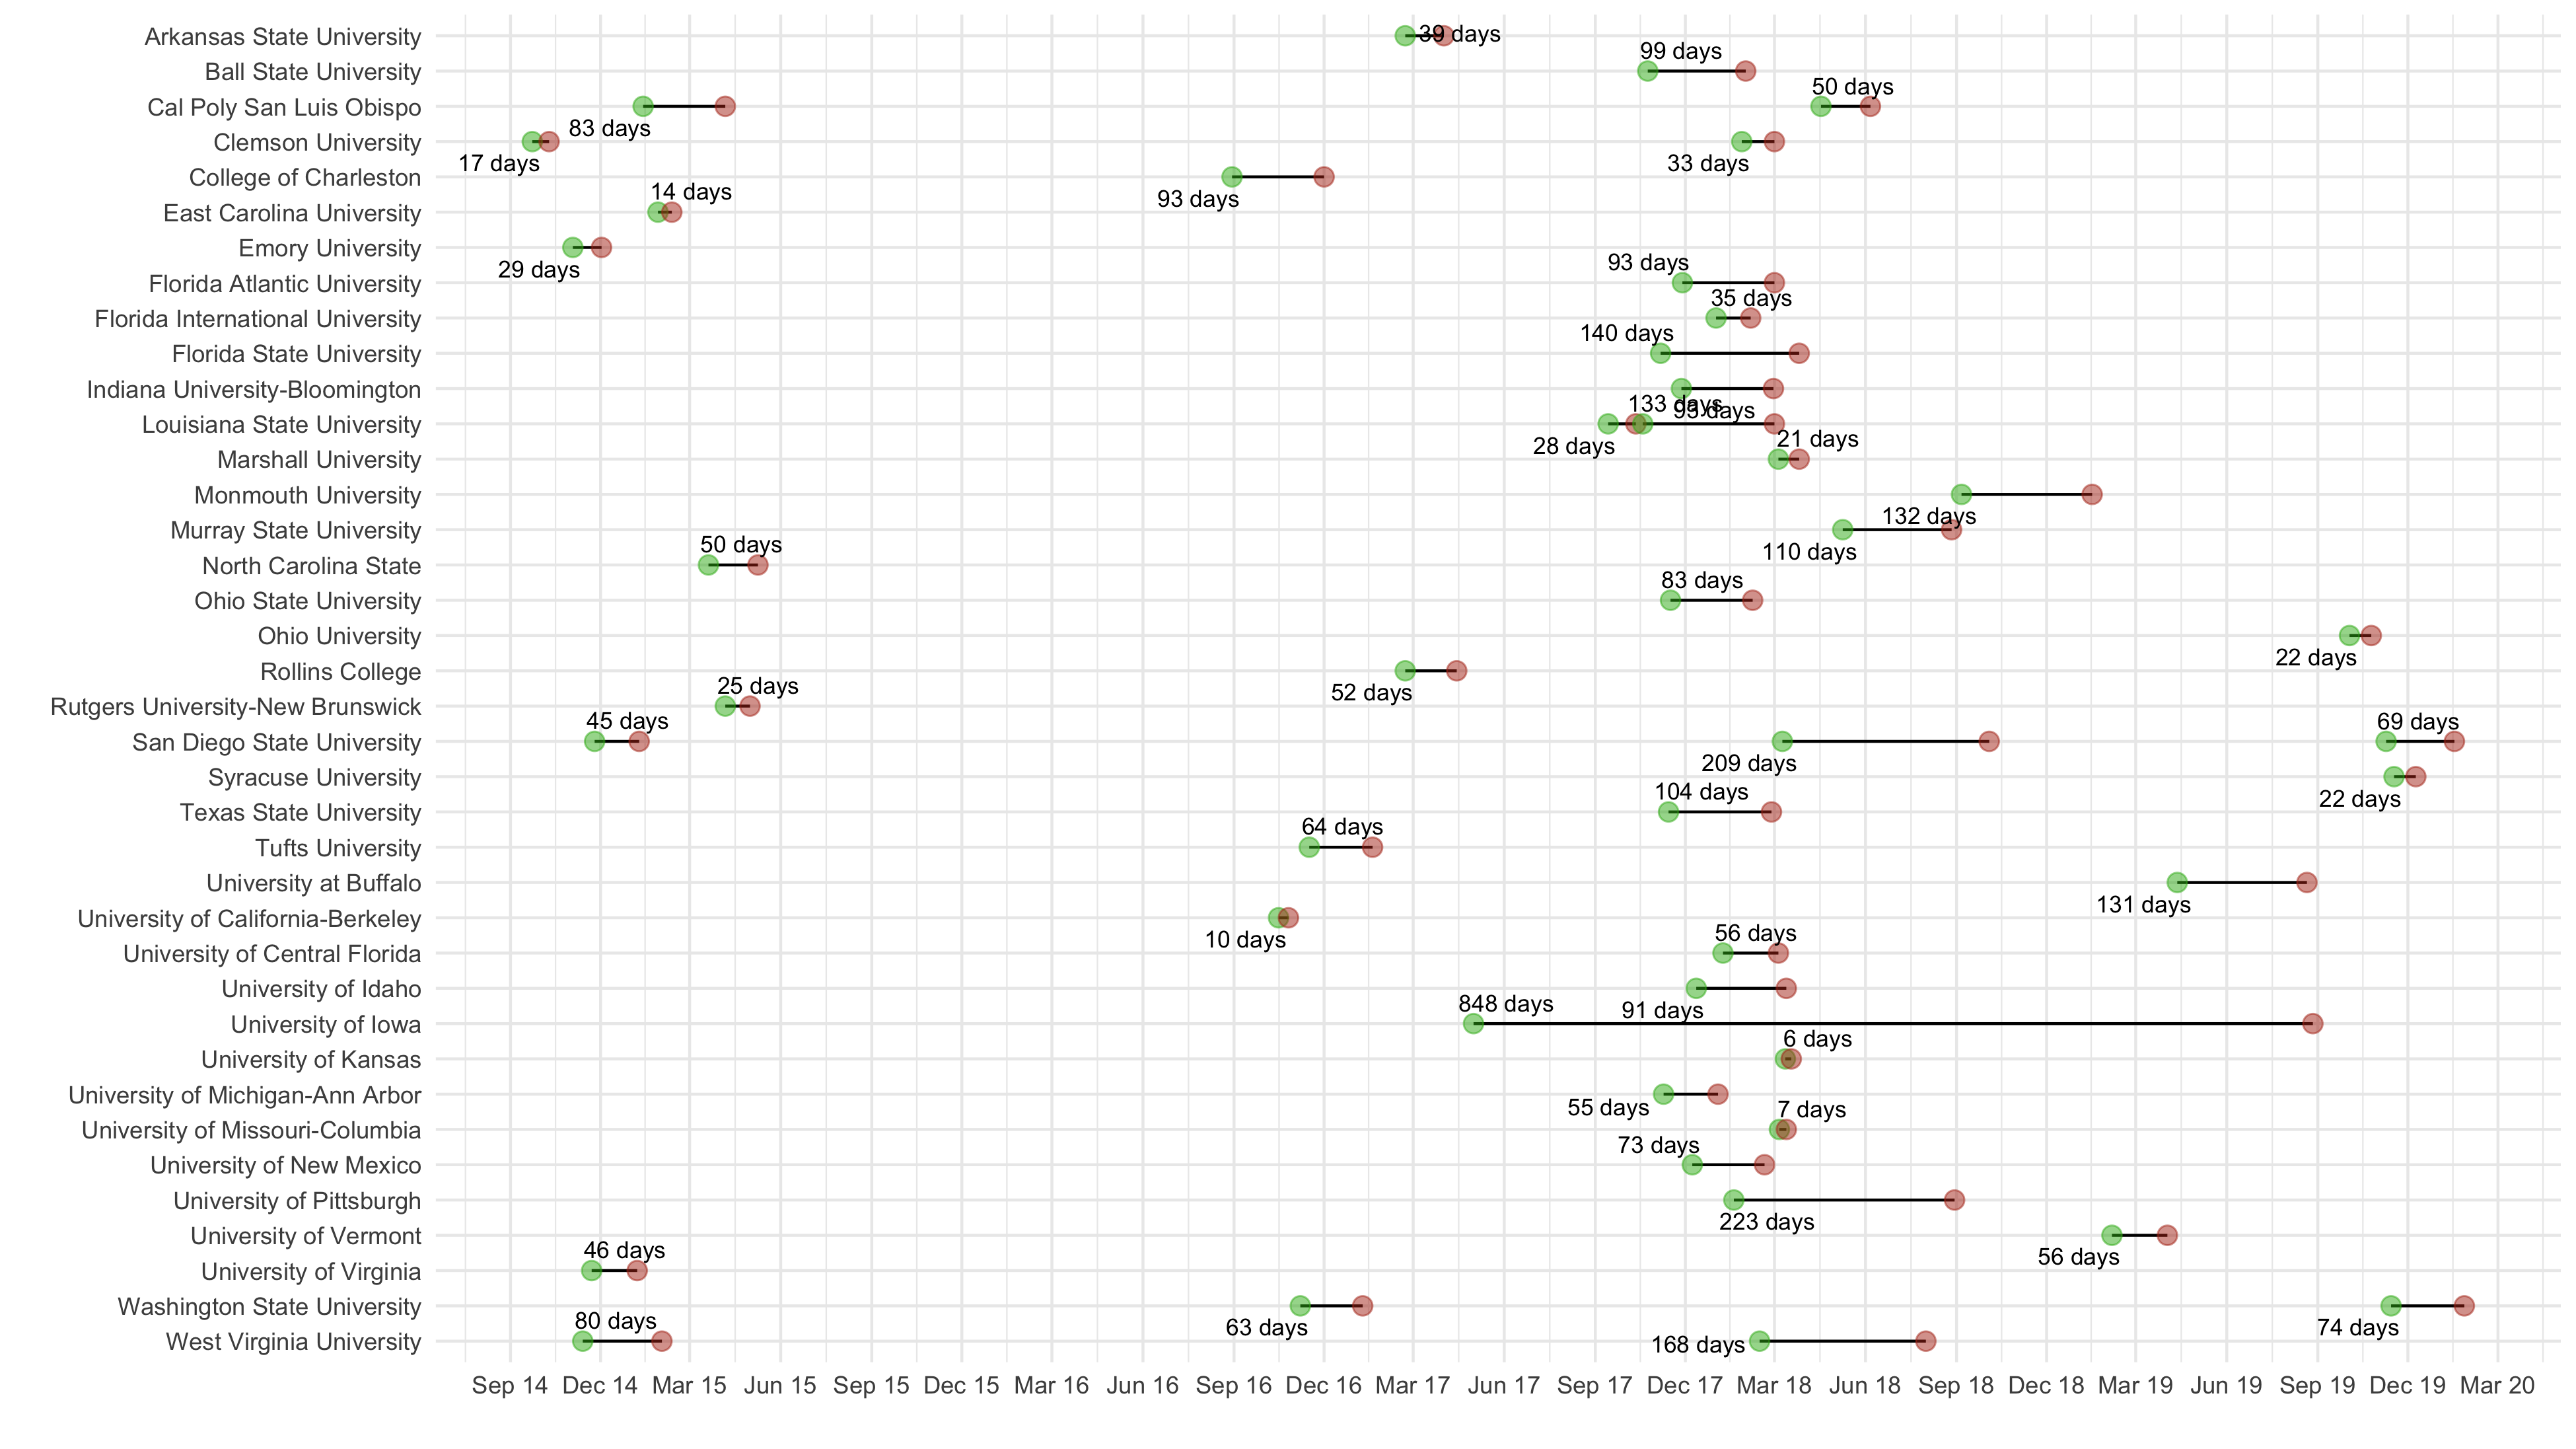 Arkansas State University
39 days
Ball State University
99 days
Cal Poly San Luis Obispo
83 days
50 days
Clemson University
17 days
33 days
College of Charleston
93 days
East Carolina University
14 days
Emory University
29 days
Florida Atlantic University
93 days
Florida International University
35 days
Florida State University
140 days
Indiana University-Bloomington
93 days
Louisiana State University
28 days
133 days
Marshall University
21 days
Monmouth University
132 days
Murray State University
110 days
North Carolina State
50 days
Ohio State University
83 days
Ohio University
22 days
Rollins College
52 days
Rutgers University-New Brunswick
25 days
San Diego State University
45 days
209 days
69 days
Syracuse University
22 days
Texas State University
104 days
Tufts University
64 days
University at Buffalo
131 days
University of California-Berkeley
10 days
University of Central Florida
56 days
University of Idaho
91 days
University of Iowa
848 days
University of Kansas
6 days
University of Michigan-Ann Arbor
55 days
University of Missouri-Columbia
7 days
University of New Mexico
73 days
University of Pittsburgh
223 days
University of Vermont
56 days
University of Virginia
46 days
Washington State University
63 days
74 days
West Virginia University
80 days
168 days
Sep 14 Dec 14 Mar 15 Jun 15 Sep 15 Dec 15 Mar 16 Jun 16 Sep 16 Dec 16 Mar 17 Jun 17 Sep 17 Dec 17 Mar 18 Jun 18 Sep 18 Dec 18 Mar 19 Jun 19 Sep 19 Dec 19 Mar 20